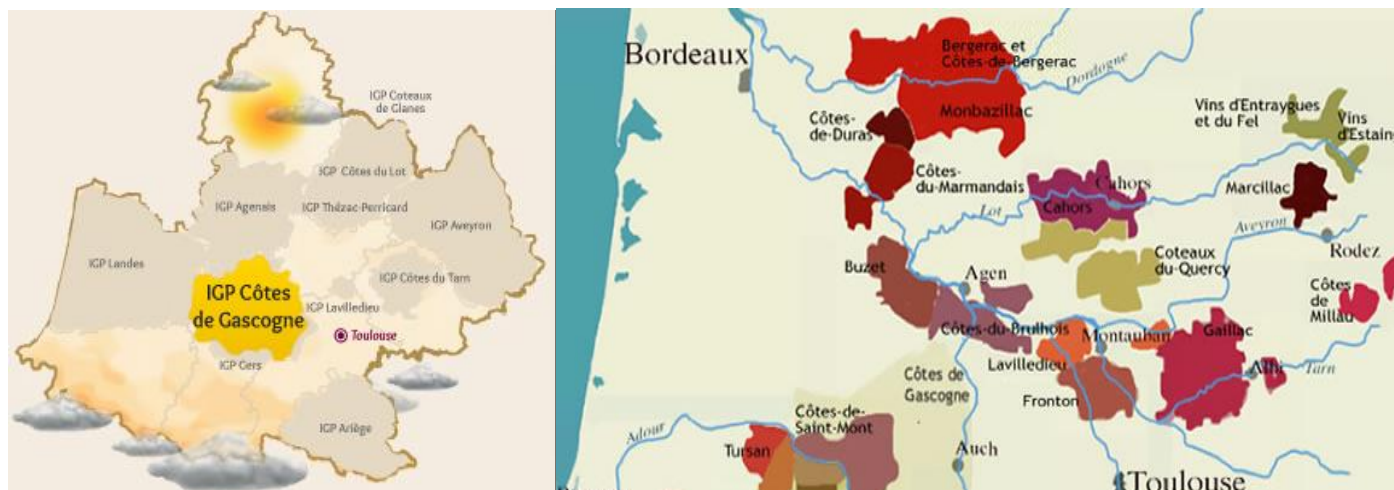 IGP Coteaux
de Glanes
IGP Côtes du Lot
IGP Agenais
IGP Thézac-Perricard
IGP Aveyron
IGP Landes
IGP Côtes du Tarn
IGP Côtes
de Gascogne
IGP Lavilledieu
Toulouse
IGP Gers
IGP Ariège
Bordeaux
Bergerac et
Côtes-de-Bergerac
Dordogne
Monbazillac
Côtes-
de-Duras
Vins d'Entraygues
et du Fel
Vins
d'Estaing
Côtes-
du-Marmandais
Cahors
Cahors
Marcillac
Lot
Aveyron
Rodez
Buzet
Agen
Coteaux
du-Quercy
Côtes
de
Millau
Côtes-du-Brulhois
Montauban
Gaillac
Lavilledieu
Albi
Tarn
Côtes de
Gascogne
Fronton
Côtes-de-
Saint-Mont
Adour
Tursan
Auch
Toulouse